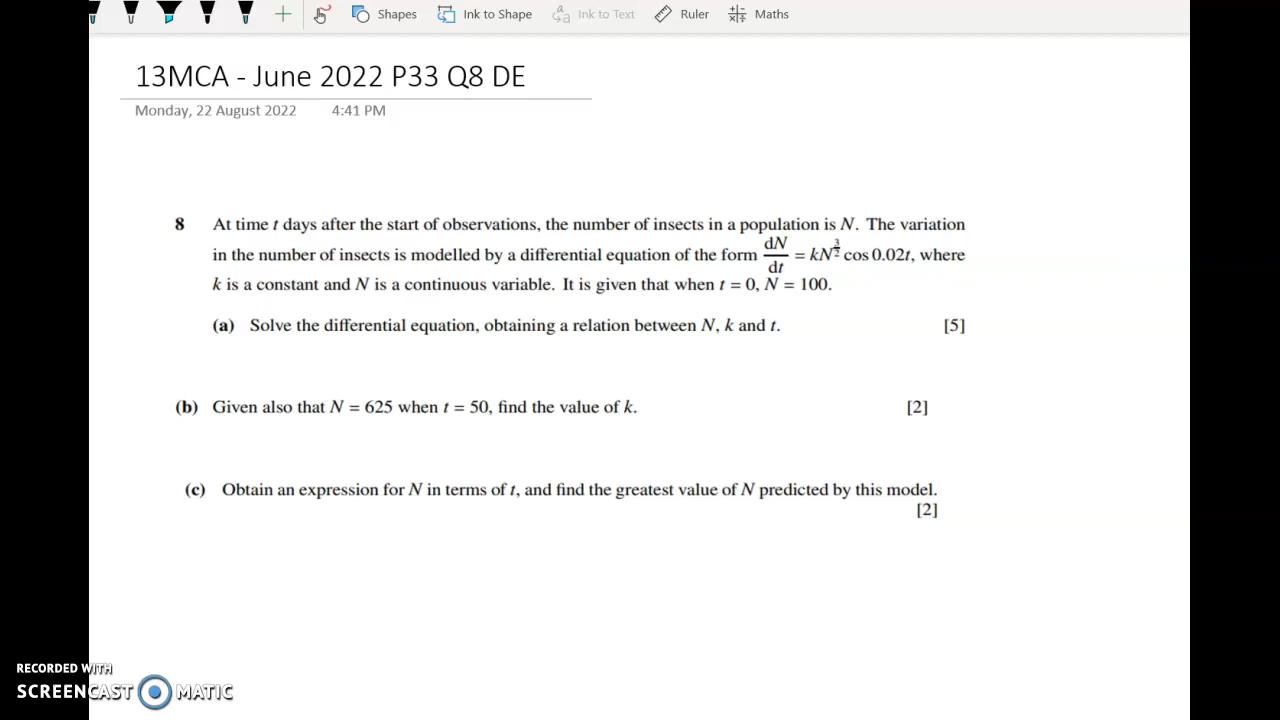 Shapes Ink to Shape Ink to Text Ruler Maths
13MCA - June 2022 P33 Q8 DE
Monday, 22 August 2022 4:41 PM
8 At time t days after the start of observations, the number of insects in a population is N. The variation
in the number of insects is modelled by a differential equation of the form dN/dt = kN^(3/2) cos 0.02t, where
k is a constant and N is a continuous variable. It is given that when t = 0, N = 100.
(a) Solve the differential equation, obtaining a relation between N, k and t. [5]
(b) Given also that N = 625 when t = 50, find the value of k. [2]
(c) Obtain an expression for N in terms of t, and find the greatest value of N predicted by this model.
[2]
RECORDED WITH
SCREENCAST MATIC